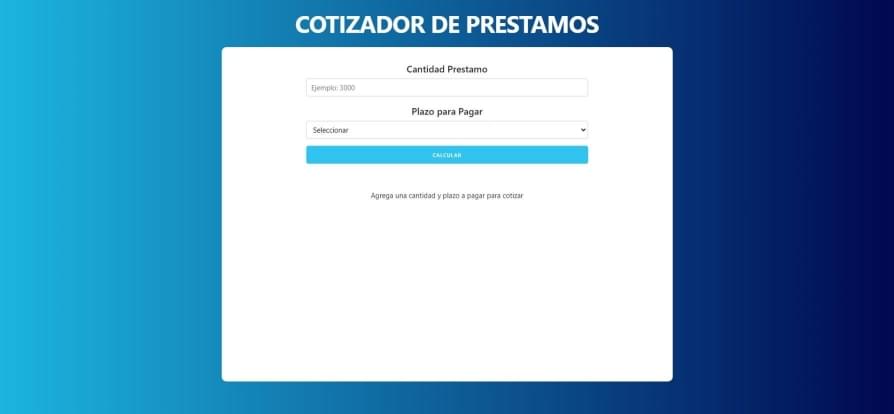 COTIZADOR DE PRESTAMOS
Cantidad Prestamo
Ejemplo: 3000
Plazo para Pagar
Seleccionar
CALCULAR
Agrega una cantidad y plazo a pagar para cotizar